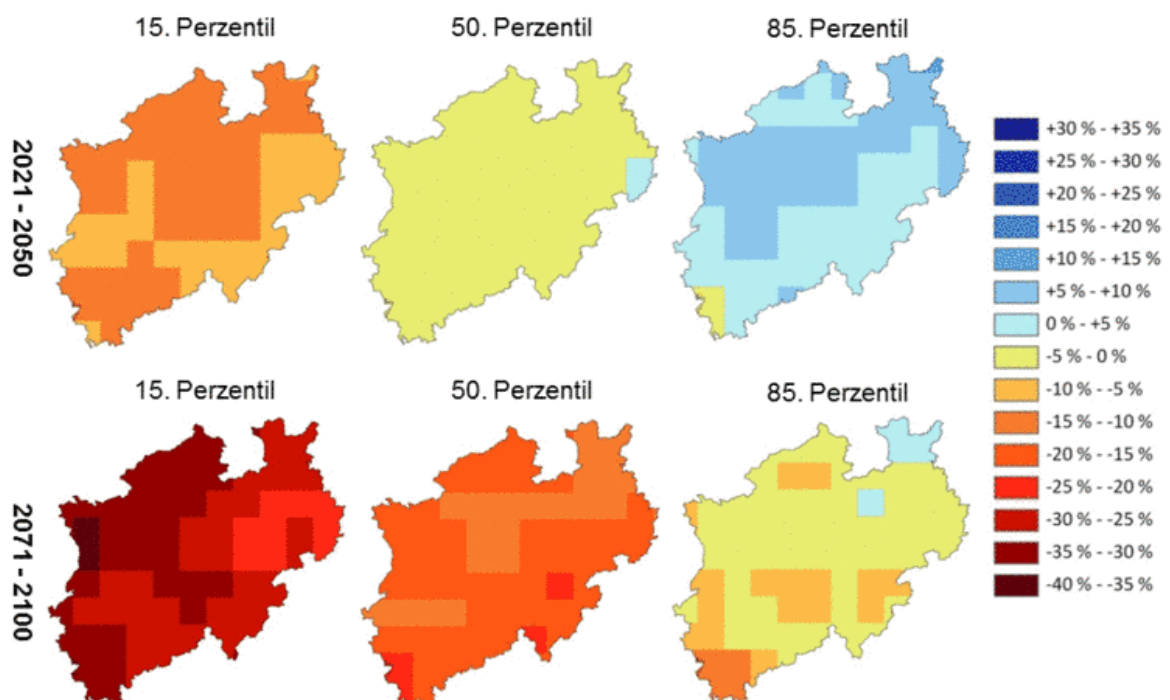 15. Perzentil
50. Perzentil
85. Perzentil
2021 - 2050
+30 % - +35 %
+25 % - +30 %
+20 % - +25 %
+15 % - +20 %
+10 % - +15 %
+5 % - +10 %
0 % - +5 %
-5 % - 0 %
-10 % - -5 %
-15 % - -10 %
-20 % - -15 %
-25 % - -20 %
-30 % - -25 %
-35 % - -30 %
-40 % - -35 %
15. Perzentil
50. Perzentil
85. Perzentil
2071 - 2100